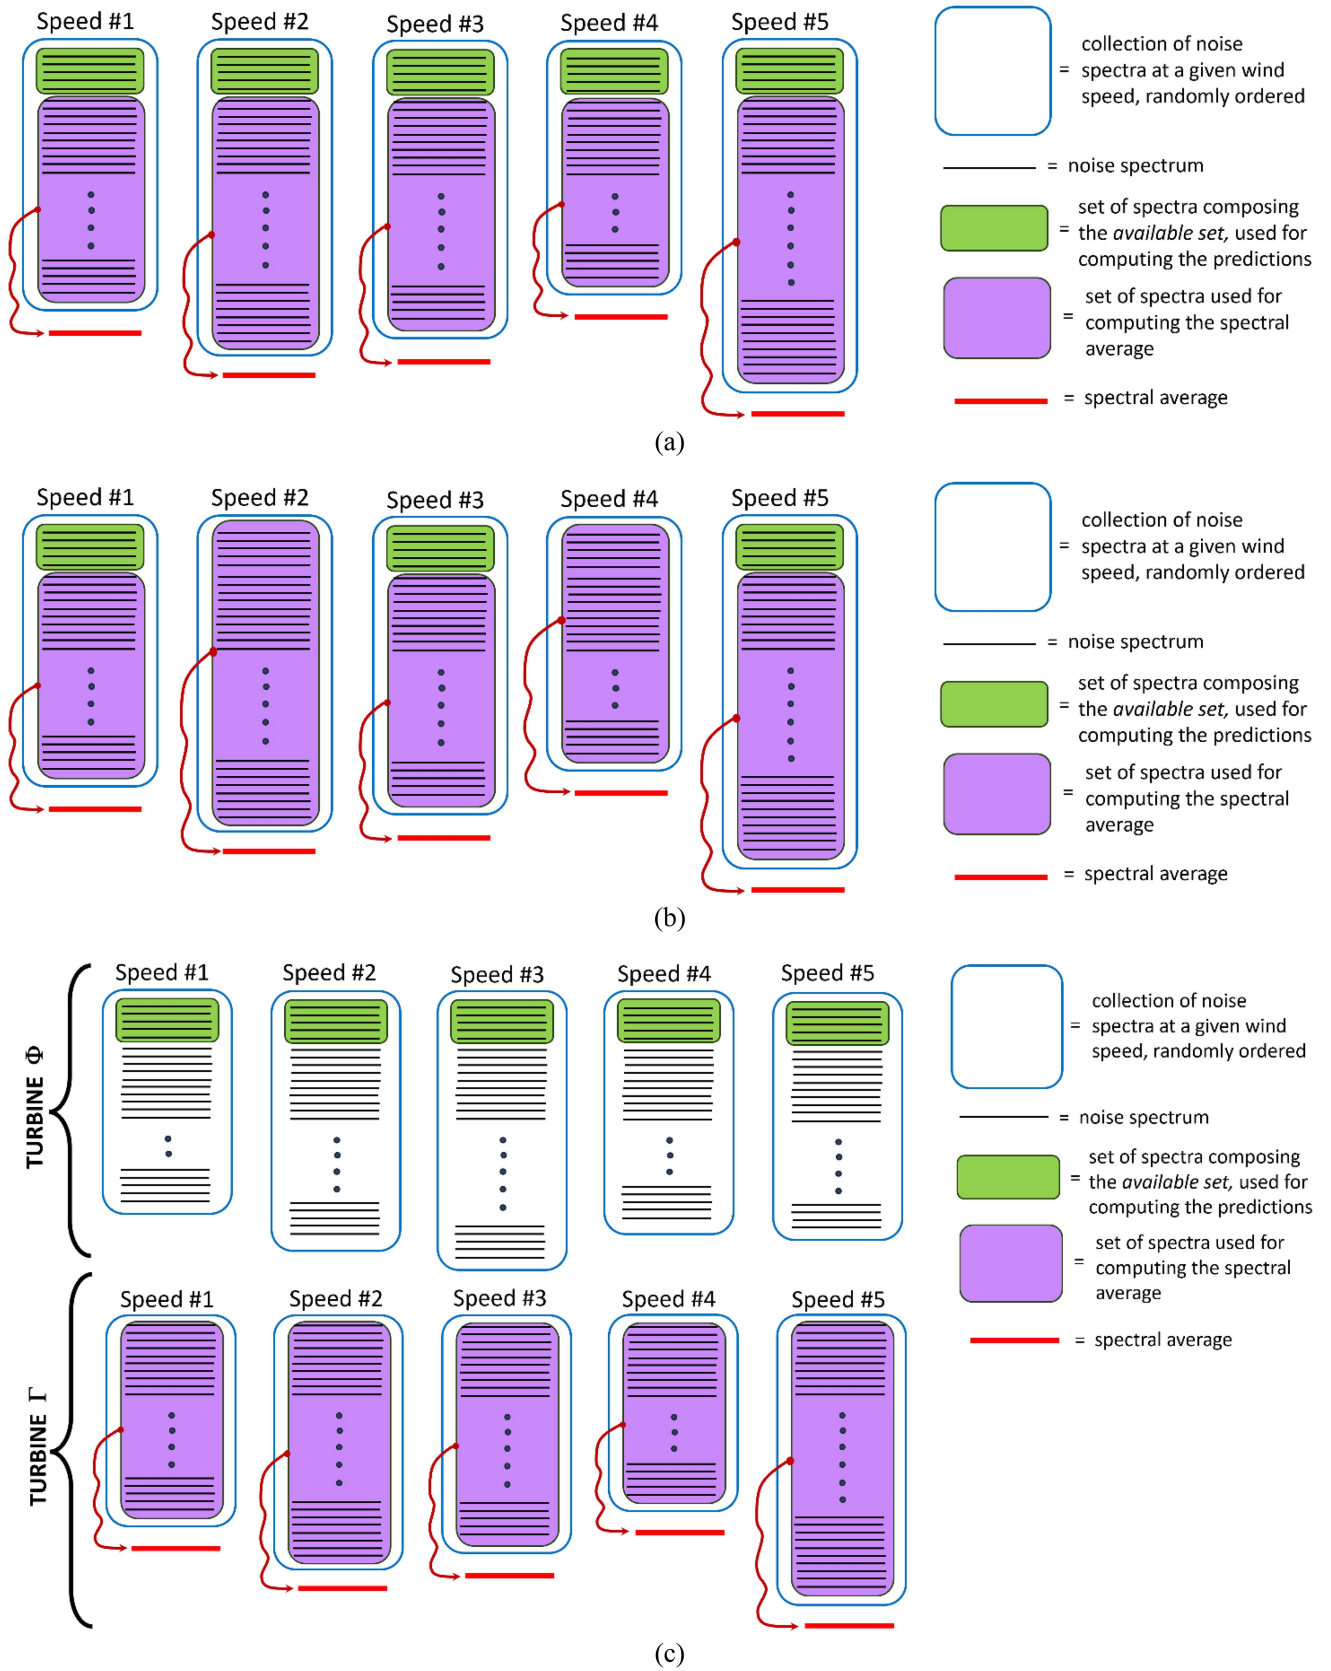 Speed #1
Speed #2
Speed #3
Speed #4
Speed #5
collection of noise
= spectra at a given wind
speed, randomly ordered
= noise spectrum
set of spectra composing
= the available set, used for
computing the predictions
set of spectra used for
= computing the spectral
average
= spectral average
(a)
Speed #1
Speed #2
Speed #3
Speed #4
Speed #5
collection of noise
= spectra at a given wind
speed, randomly ordered
= noise spectrum
set of spectra composing
= the available set, used for
computing the predictions
set of spectra used for
= computing the spectral
average
= spectral average
(b)
TURBINE Φ
Speed #1
Speed #2
Speed #3
Speed #4
Speed #5
collection of noise
= spectra at a given wind
speed, randomly ordered
= noise spectrum
set of spectra composing
= the available set, used for
computing the predictions
set of spectra used for
= computing the spectral
average
= spectral average
TURBINE Γ
Speed #1
Speed #2
Speed #3
Speed #4
Speed #5
(c)